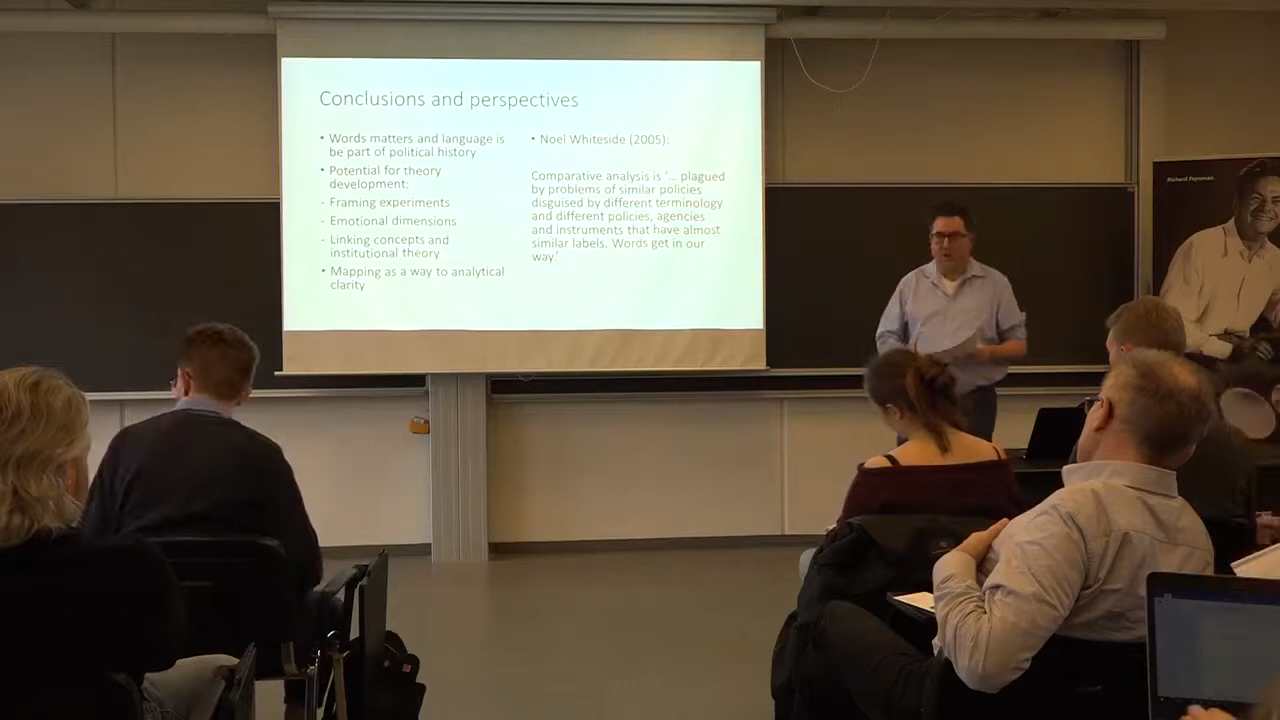 Conclusions and perspectives
• Words matters and language is
be part of political history
• Potential for theory
development:
- Framing experiments
- Emotional dimensions
- Linking concepts and
institutional theory
• Mapping as a way to analytical
clarity
• Noel Whiteside (2005):
Comparative analysis is '... plagued
by problems of similar policies
disguised by different terminology
and different policies, agencies
and instruments that have almost
similar labels. Words get in our
way.'
Richard Feynman.